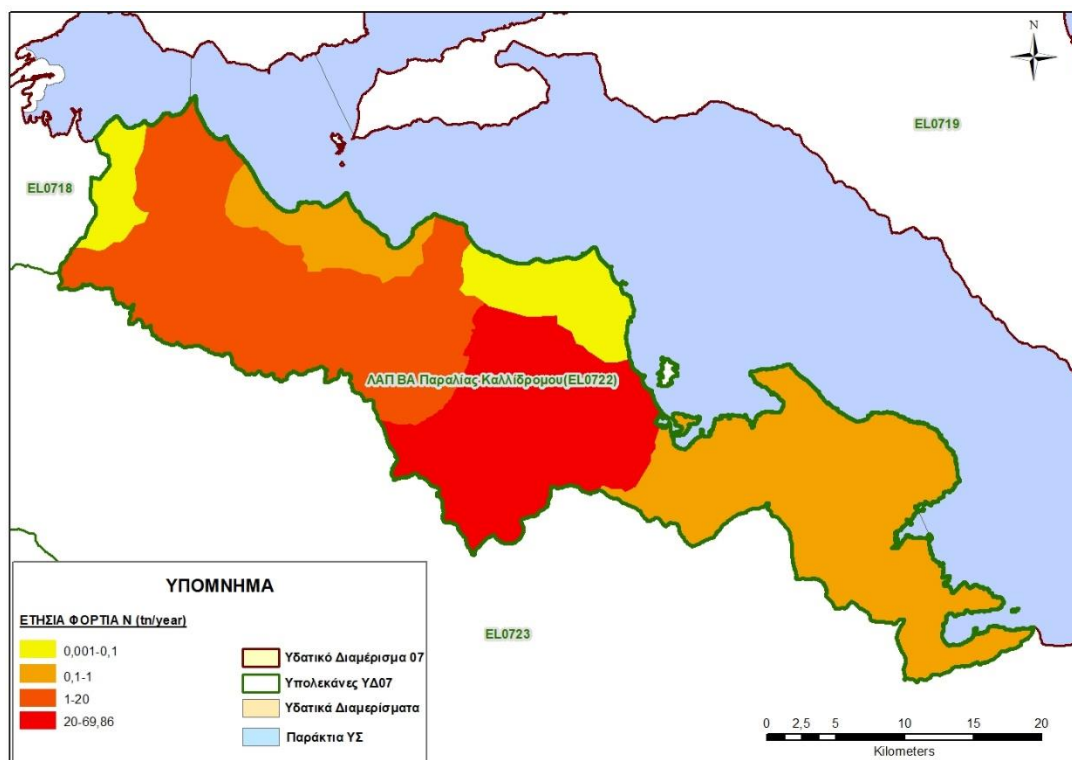 N
EL0719
EL0718
ΛΑΠ ΒΑ Παραλίας Καλλίδρομου(EL0722)
EL0723
ΥΠΟΜΝΗΜΑ
ΕΤΗΣΙΑ ΦΟΡΤΙΑ Ν (tn/year)
0,001-0,1
0,1-1
1-20
20-69,86
Υδατικό Διαμέρισμα 07
Υπολεκάνες ΥΔ07
Υδατικά Διαμερίσματα
Παράκτια ΥΣ
0 2,5 5 10 15 20
Kilometers